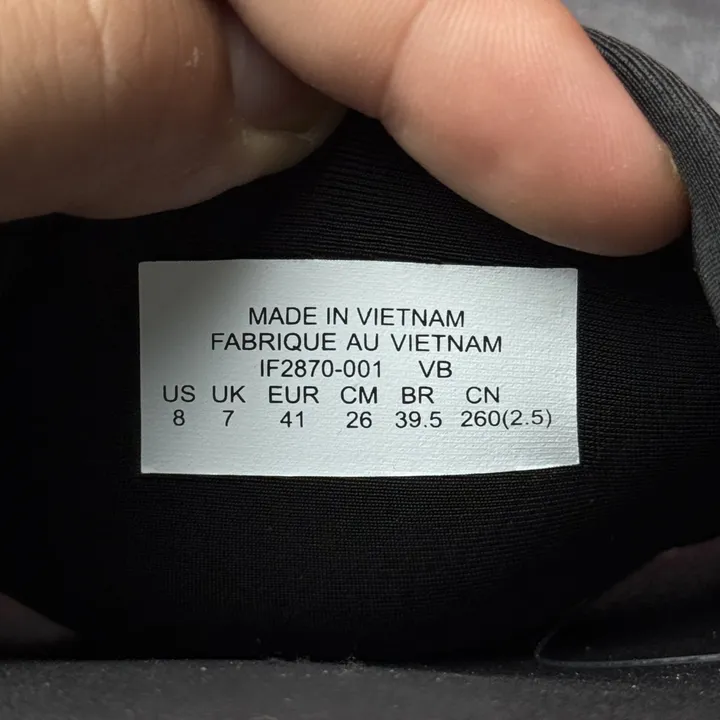 MADE IN VIETNAM
FABRIQUE AU VIETNAM
IF2870-001 VB
US UK EUR CM BR CN
8 7 41 26 39.5 260(2.5)